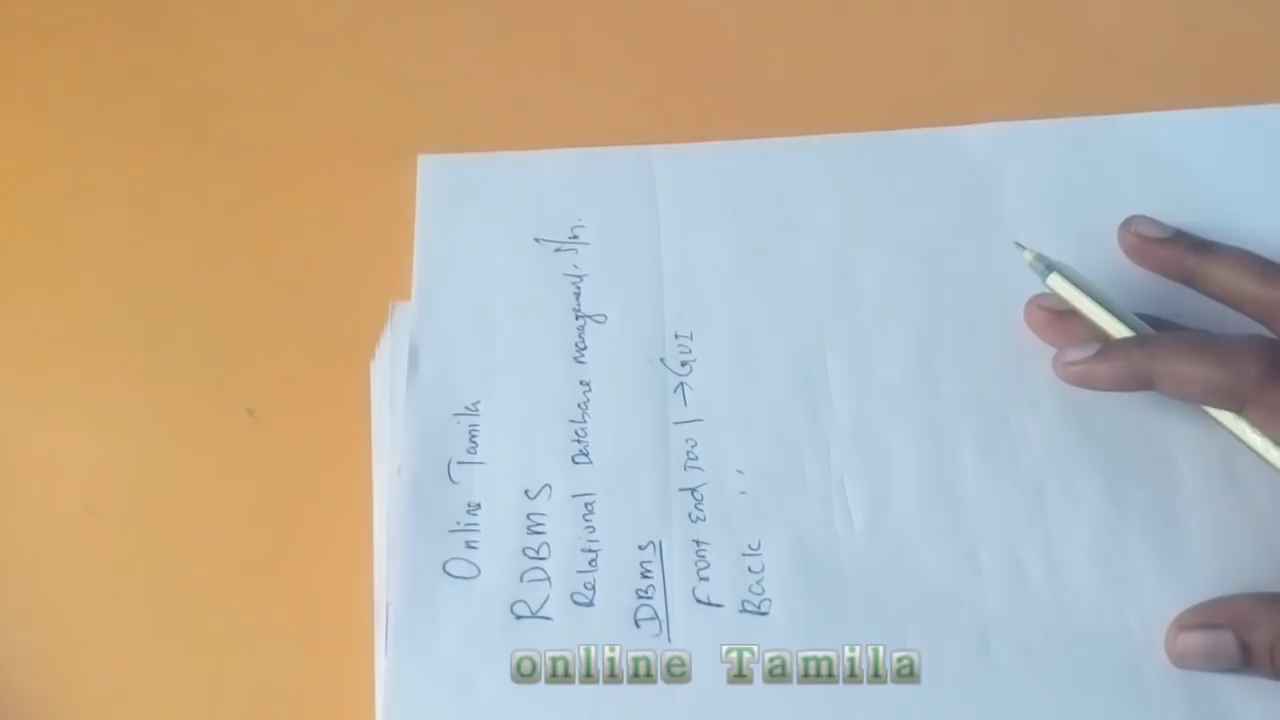 Online Tamila
RDBMS
Relational Database Management. S/m.
DBMS
Front End Tool → GUI
Back ''
online Tamila